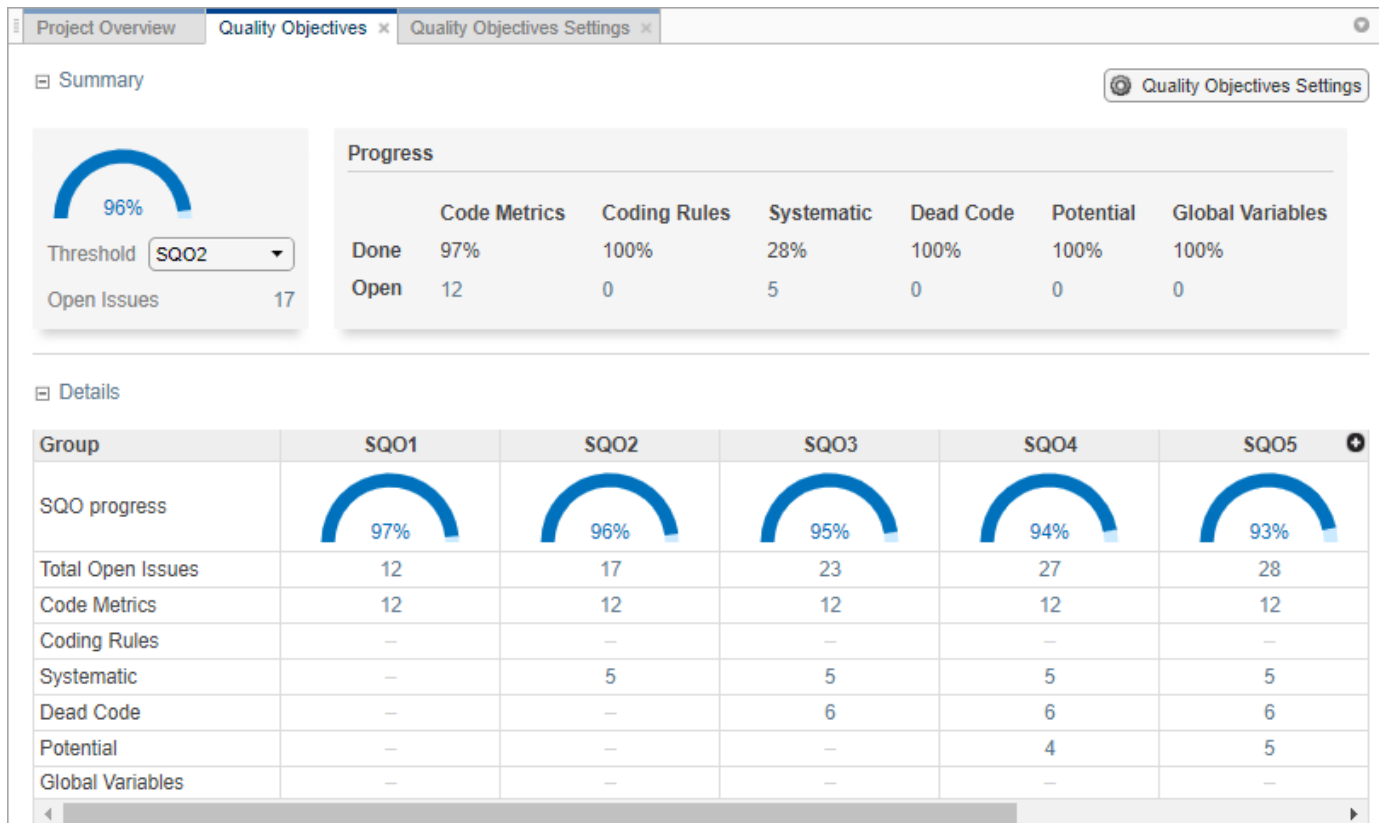 Project Overview Quality Objectives × Quality Objectives Settings ×
Summary Quality Objectives Settings
96%
Threshold SQO2
Open Issues 17
Progress
Code Metrics Coding Rules Systematic Dead Code Potential Global Variables
Done 97% 100% 28% 100% 100% 100%
Open 12 0 5 0 0 0
Details
Group SQO1 SQO2 SQO3 SQO4 SQO5
SQO progress 97% 96% 95% 94% 93%
Total Open Issues 12 17 23 27 28
Code Metrics 12 12 12 12 12
Coding Rules – – – – –
Systematic – 5 5 5 5
Dead Code – – 6 6 6
Potential – – – 4 5
Global Variables – – – – –